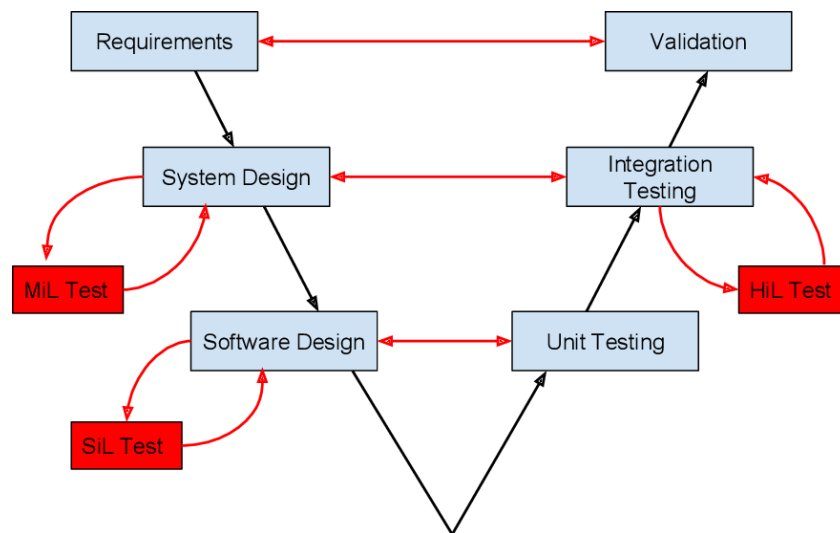 Requirements
Validation
System Design
Integration
Testing
MiL Test
HiL Test
Software Design
Unit Testing
SiL Test